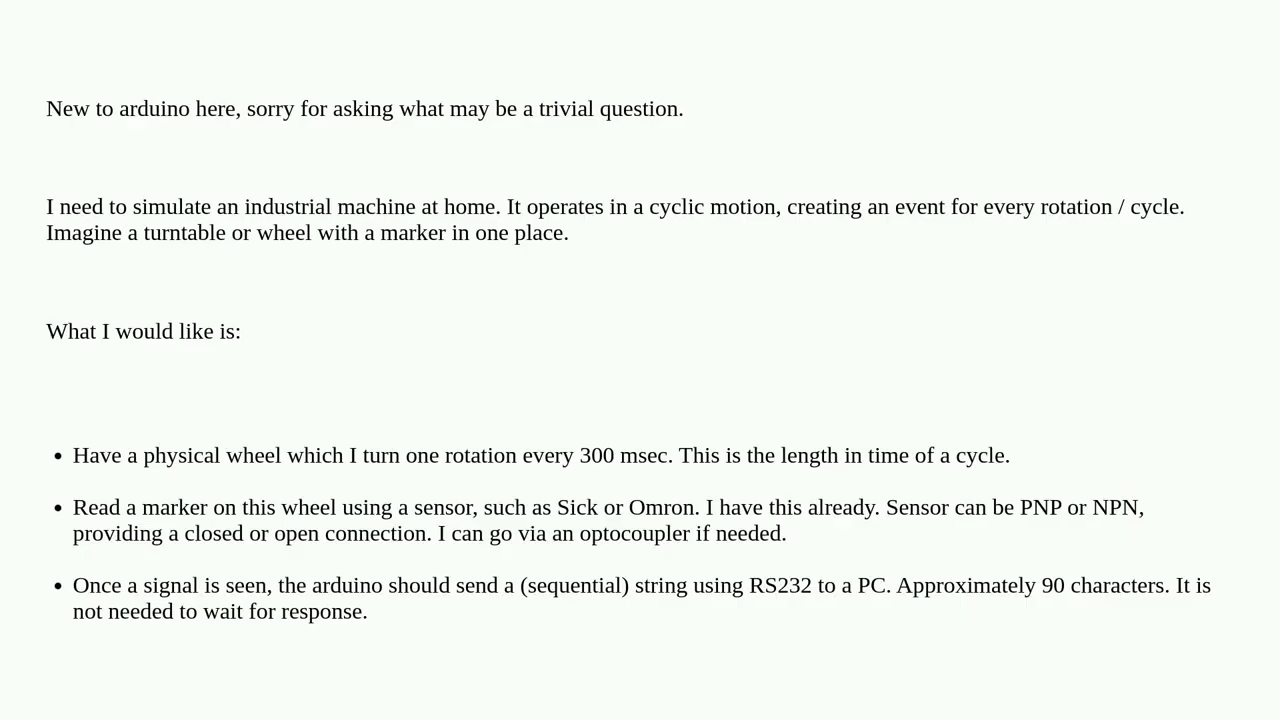 New to arduino here, sorry for asking what may be a trivial question.
I need to simulate an industrial machine at home. It operates in a cyclic motion, creating an event for every rotation / cycle.
Imagine a turntable or wheel with a marker in one place.
What I would like is:
• Have a physical wheel which I turn one rotation every 300 msec. This is the length in time of a cycle.
• Read a marker on this wheel using a sensor, such as Sick or Omron. I have this already. Sensor can be PNP or NPN,
providing a closed or open connection. I can go via an optocoupler if needed.
• Once a signal is seen, the arduino should send a (sequential) string using RS232 to a PC. Approximately 90 characters. It is
not needed to wait for response.